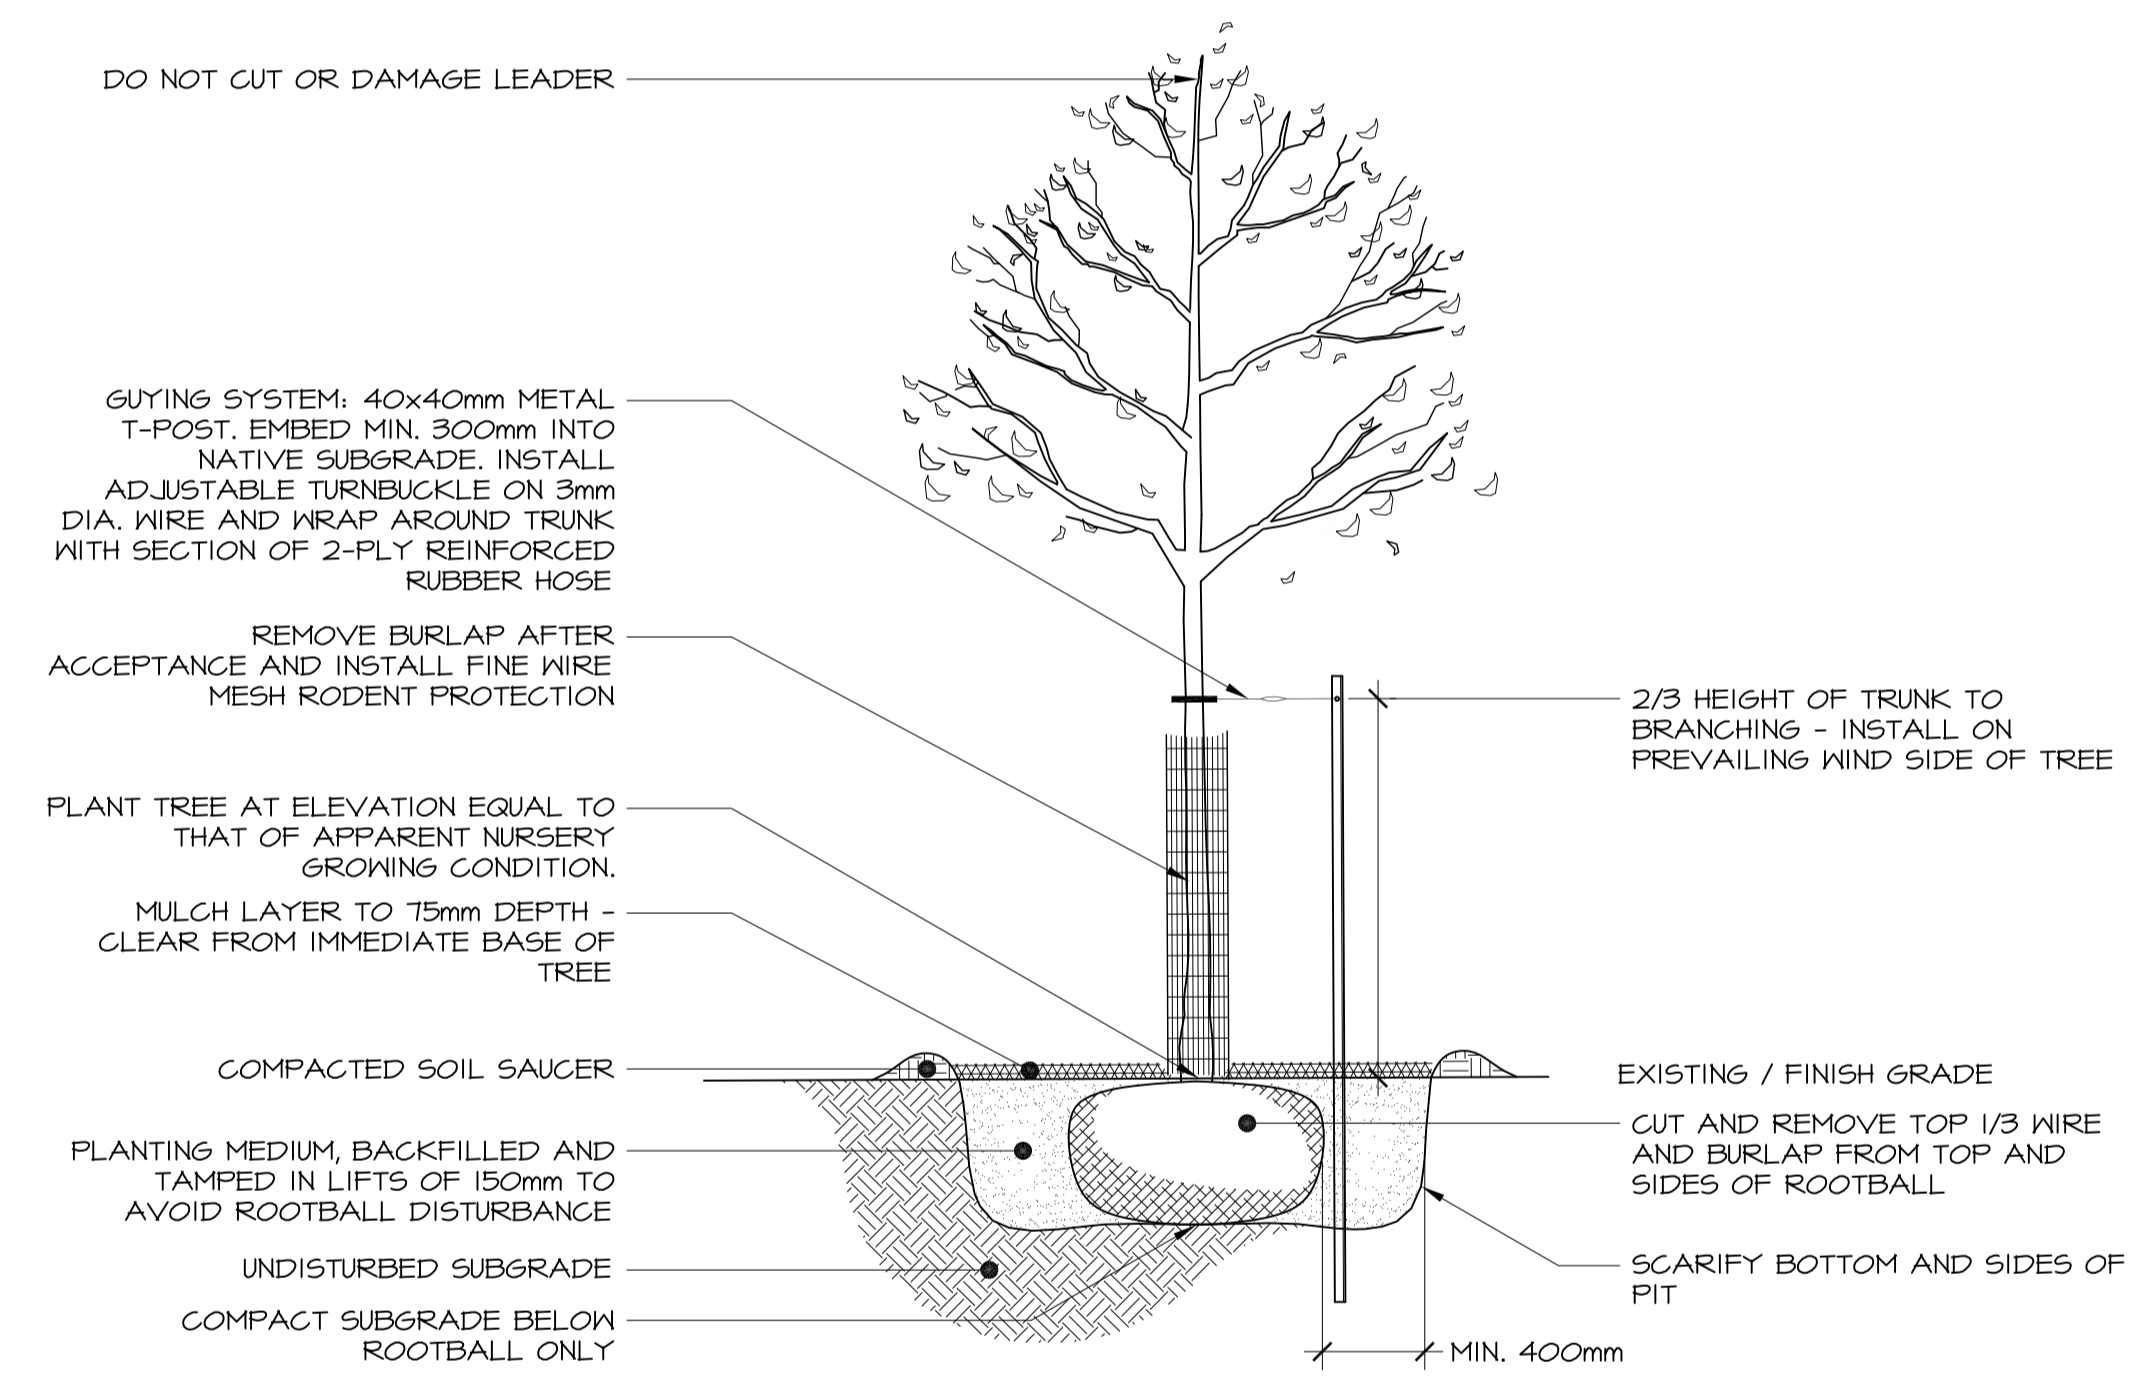 DO NOT CUT OR DAMAGE LEADER
GUYING SYSTEM: 40x40mm METAL
T-POST. EMBED MIN. 300mm INTO
NATIVE SUBGRADE. INSTALL
ADJUSTABLE TURNBUCKLE ON 3mm
DIA. WIRE AND WRAP AROUND TRUNK
WITH SECTION OF 2-PLY REINFORCED
RUBBER HOSE
REMOVE BURLAP AFTER
ACCEPTANCE AND INSTALL FINE WIRE
MESH RODENT PROTECTION
PLANT TREE AT ELEVATION EQUAL TO
THAT OF APPARENT NURSERY
GROWING CONDITION.
MULCH LAYER TO 75mm DEPTH -
CLEAR FROM IMMEDIATE BASE OF
TREE
COMPACTED SOIL SAUCER
PLANTING MEDIUM, BACKFILLED AND
TAMPED IN LIFTS OF 150mm TO
AVOID ROOTBALL DISTURBANCE
UNDISTURBED SUBGRADE
COMPACT SUBGRADE BELOW
ROOTBALL ONLY
2/3 HEIGHT OF TRUNK TO
BRANCHING - INSTALL ON
PREVAILING WIND SIDE OF TREE
EXISTING / FINISH GRADE
CUT AND REMOVE TOP 1/3 WIRE
AND BURLAP FROM TOP AND
SIDES OF ROOTBALL
SCARIFY BOTTOM AND SIDES OF
PIT
MIN. 400mm